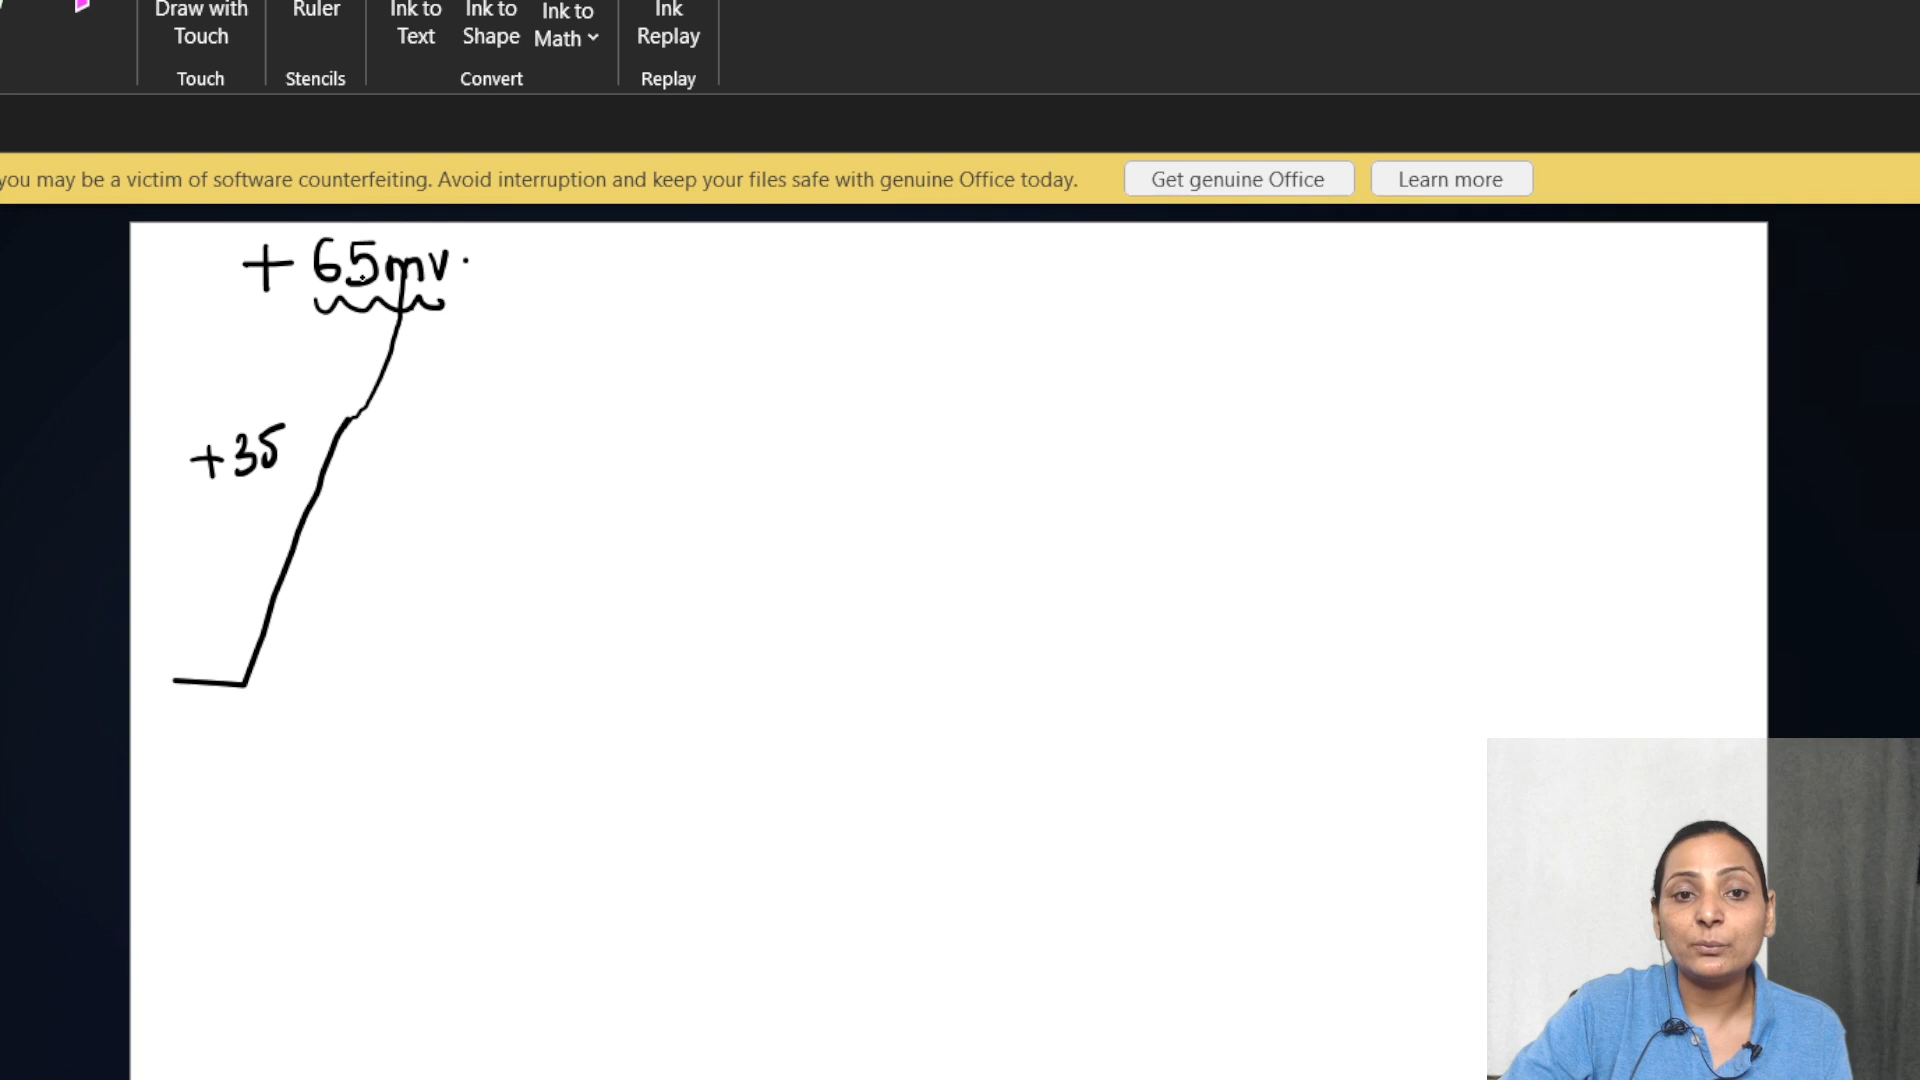 Draw with
Touch
Ruler
Ink to
Text
Ink to
Shape
Ink to
Math
Ink
Replay
Touch
Stencils
Convert
Replay
you may be a victim of software counterfeiting. Avoid interruption and keep your files safe with genuine Office today.
Get genuine Office
Learn more
+ 65mv.
+35